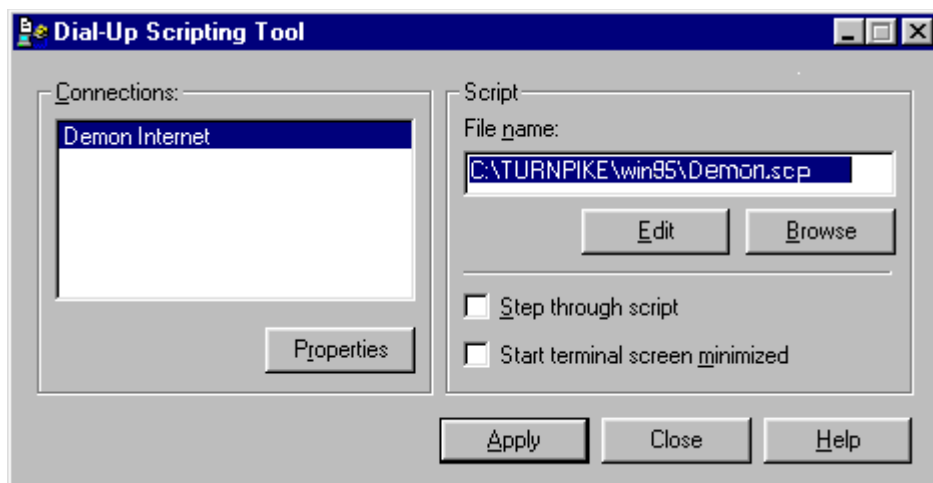 Dial-Up Scripting Tool
Connections:
Demon Internet
Properties
Script
File name:
C:\TURNPIKE\win95\Demon.scp
Edit
Browse
Step through script
Start terminal screen minimized
Apply
Close
Help